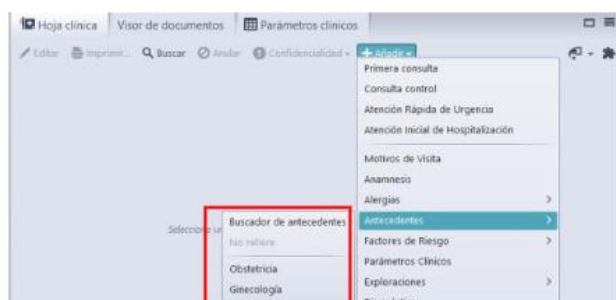 Hoja clínica Visor de documentos Parámetros clínicos
Editar Imprimir... Buscar Anular Confidencialidad Añadir
Primera consulta
Consulta control
Atención Rápida de Urgencia
Atención Inicial de Hospitalización
Motivos de Visita
Anamnesis
Alergias
Antecedentes
Factores de Riesgo
Parámetros Clínicos
Exploraciones
Seleccione un
Buscador de antecedentes
No refiere
Obstetricia
Ginecología